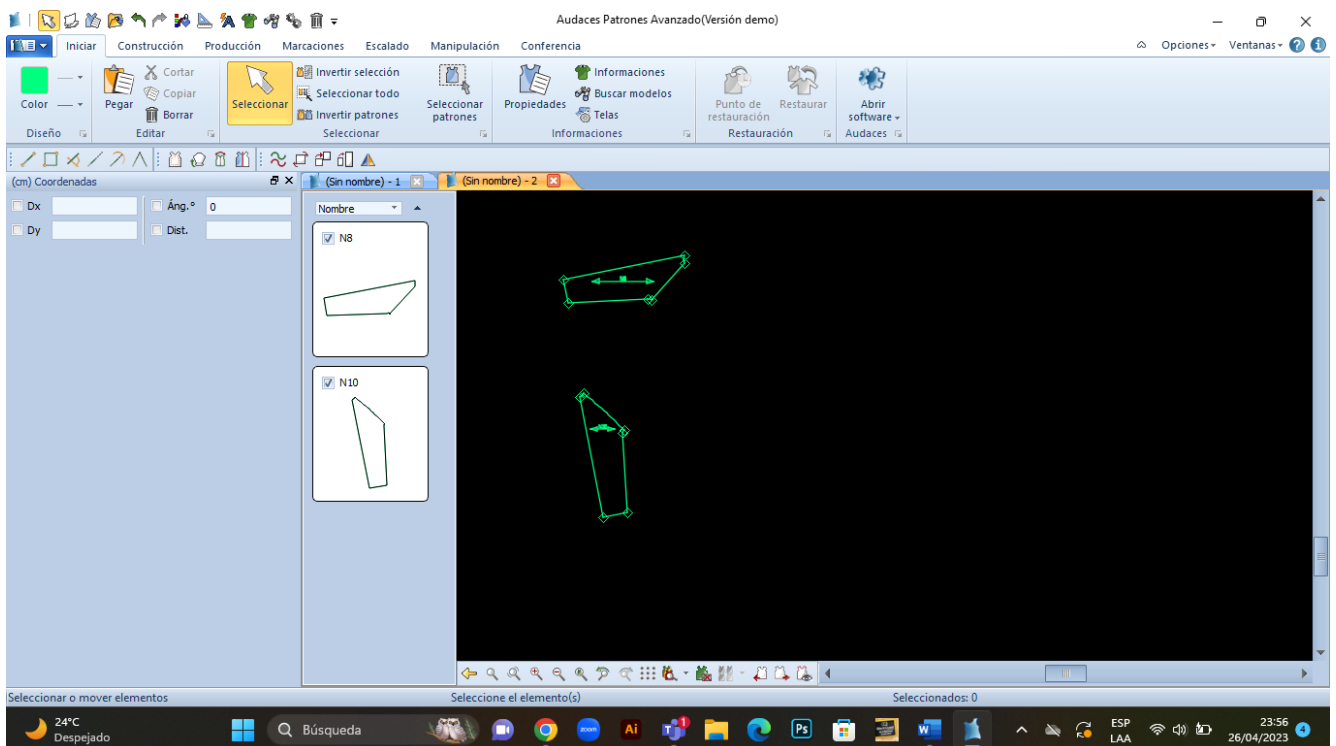 Audaces Patrones Avanzado(Versión demo)
Iniciar Construcción Producción Marcaciones Escalado Manipulación Conferencia Opciones Ventanas
Color
Diseño
Pegar
Cortar
Copiar
Borrar
Editar
Seleccionar
Invertir selección
Seleccionar todo
Invertir patrones
Seleccionar
Seleccionar patrones
Propiedades
Informaciones
Buscar modelos
Telas
Informaciones
Punto de restauración
Restaurar
Restauración
Abrir software
Audaces
(cm) Coordenadas
(Sin nombre) - 1
(Sin nombre) - 2
Dx
Áng.° 0
Dy
Dist.
Nombre
N8
N10
Seleccionar o mover elementos
Seleccione el elemento(s)
Seleccionados: 0
24°C
Despejado
Búsqueda
zoom
Ai
Ps
ESP
LAA
23:56
26/04/2023
4